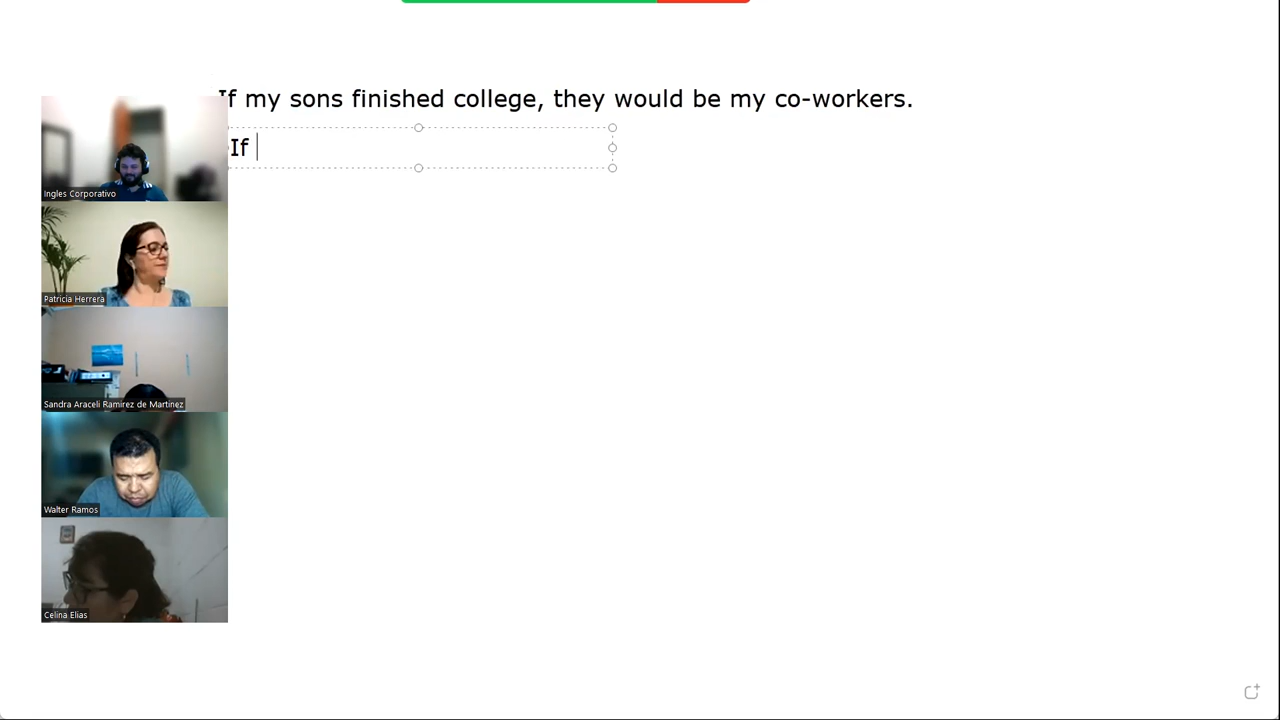 If my sons finished college, they would be my co-workers.
If
Ingles Corporativo
Patricia Herrera
Sandra Araceli Ramirez de Martinez
Walter Ramos
Celina Elias